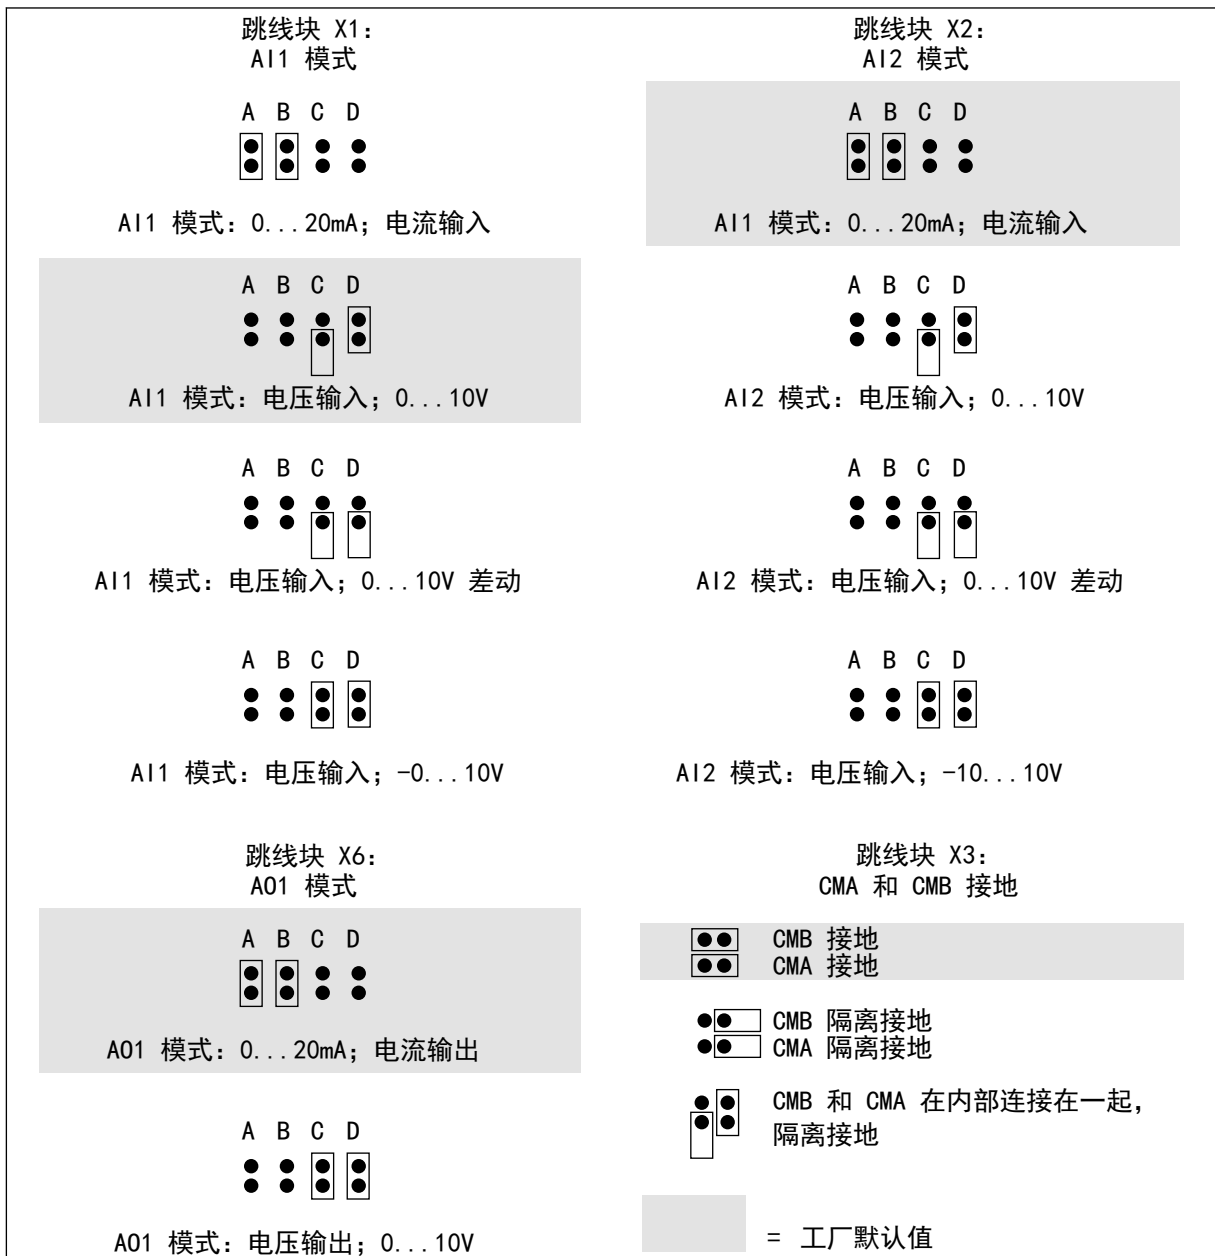 跳线块 X1:
AI1 模式
A B C D
AI1 模式: 0...20mA; 电流输入
A B C D
AI1 模式: 电压输入; 0...10V
A B C D
AI1 模式: 电压输入; 0...10V 差动
A B C D
AI1 模式: 电压输入; -0...10V
跳线块 X2:
AI2 模式
A B C D
AI1 模式: 0...20mA; 电流输入
A B C D
AI2 模式: 电压输入; 0...10V
A B C D
AI2 模式: 电压输入; 0...10V 差动
A B C D
AI2 模式: 电压输入; -10...10V
跳线块 X6:
AO1 模式
A B C D
AO1 模式: 0...20mA; 电流输出
A B C D
AO1 模式: 电压输出; 0...10V
跳线块 X3:
CMA 和 CMB 接地
CMB 接地
CMA 接地
CMB 隔离接地
CMA 隔离接地
CMB 和 CMA 在内部连接在一起,
隔离接地
= 工厂默认值